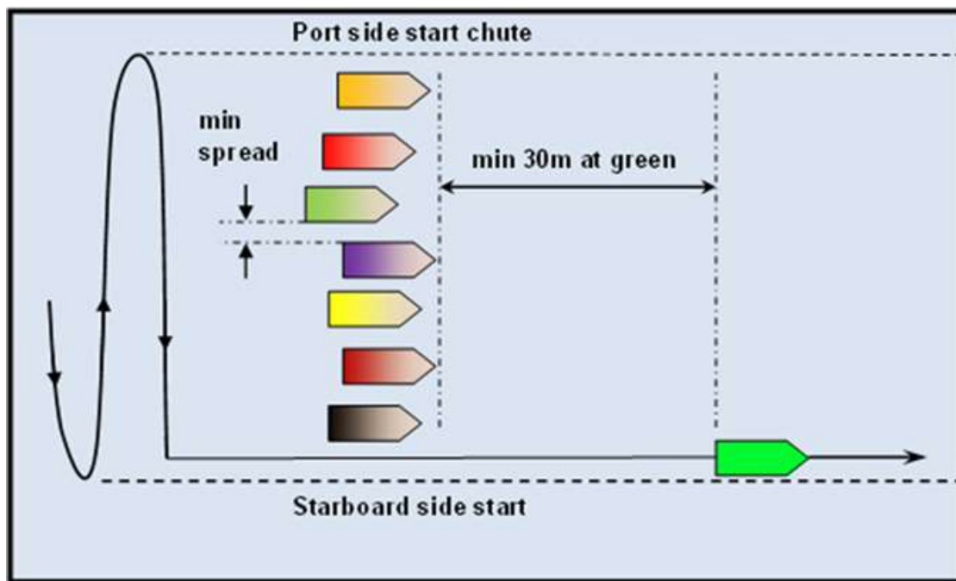 Port side start chute
min
spread
min 30m at green
Starboard side start